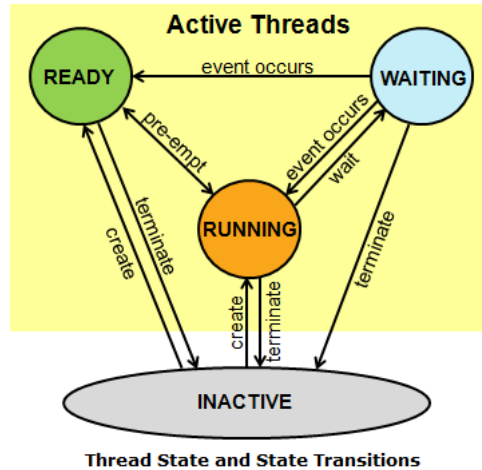 Active Threads
READY
event occurs
WAITING
pre-empt
event occurs
wait
RUNNING
create
terminate
create
terminate
terminate
INACTIVE
Thread State and State Transitions